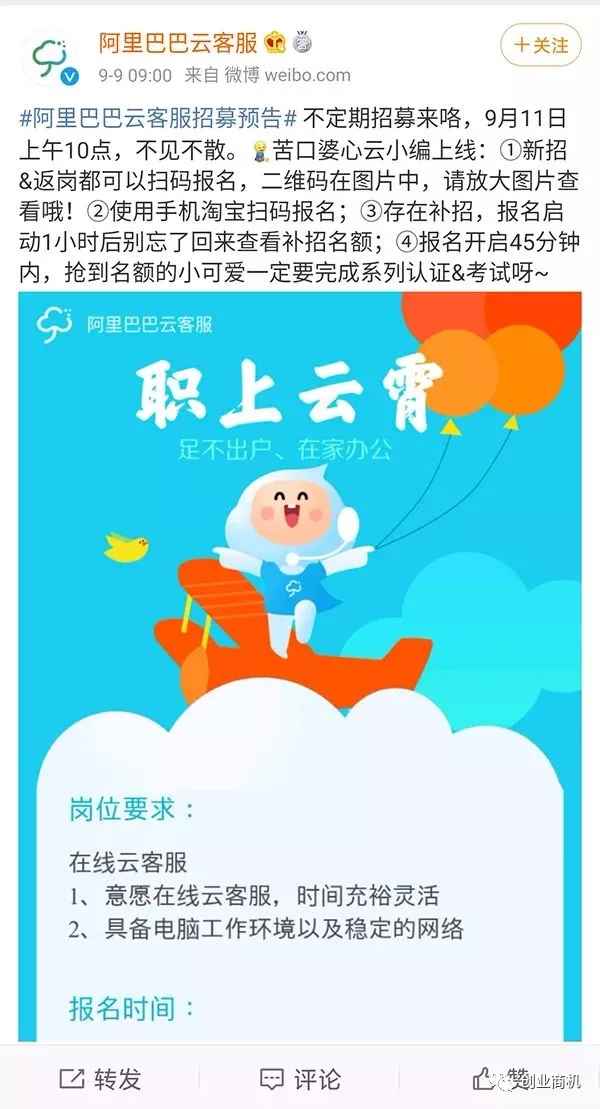 阿里巴巴云客服
+关注
9-9 09:00 来自 微博 weibo.com
#阿里巴巴云客服招募预告# 不定期招募来咯，9月11日
上午10点，不见不散。苦口婆心云小编上线：①新招
&返岗都可以扫码报名，二维码在图片中，请放大图片查
看哦！②使用手机淘宝扫码报名；③存在补招，报名启
动1小时后别忘了回来查看补招名额；④报名开启45分钟
内，抢到名额的小可爱一定要完成系列认证&考试呀~
阿里巴巴云客服
职上云霄
足不出户、在家办公
岗位要求：
在线云客服
1、意愿在线云客服，时间充裕灵活
2、具备电脑工作环境以及稳定的网络
报名时间：
转发
评论
赞
创业商机